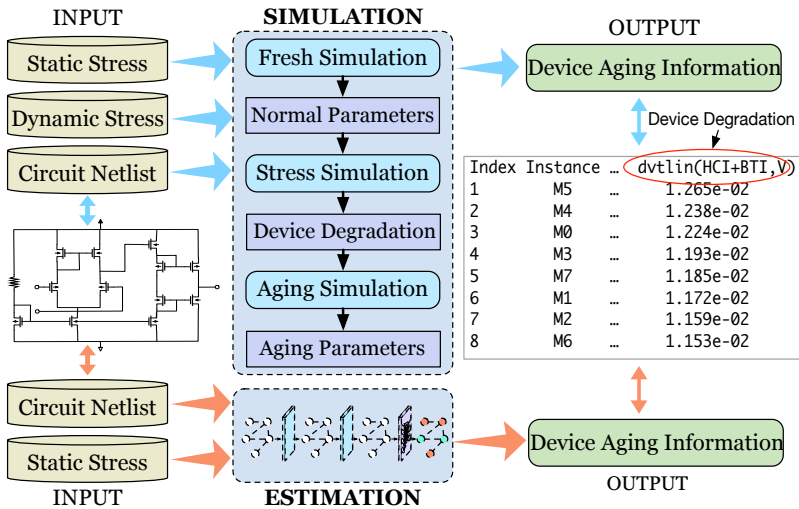 INPUT
Static Stress
Dynamic Stress
Circuit Netlist
SIMULATION
Fresh Simulation
Normal Parameters
Stress Simulation
Device Degradation
Aging Simulation
Aging Parameters
OUTPUT
Device Aging Information
Device Degradation
Index Instance … dvtlin(HCI+BTI,V)
1 M5 … 1.265e-02
2 M4 … 1.238e-02
3 M0 … 1.224e-02
4 M3 … 1.193e-02
5 M7 … 1.185e-02
6 M1 … 1.172e-02
7 M2 … 1.159e-02
8 M6 … 1.153e-02
Circuit Netlist
Static Stress
INPUT
ESTIMATION
Device Aging Information
OUTPUT